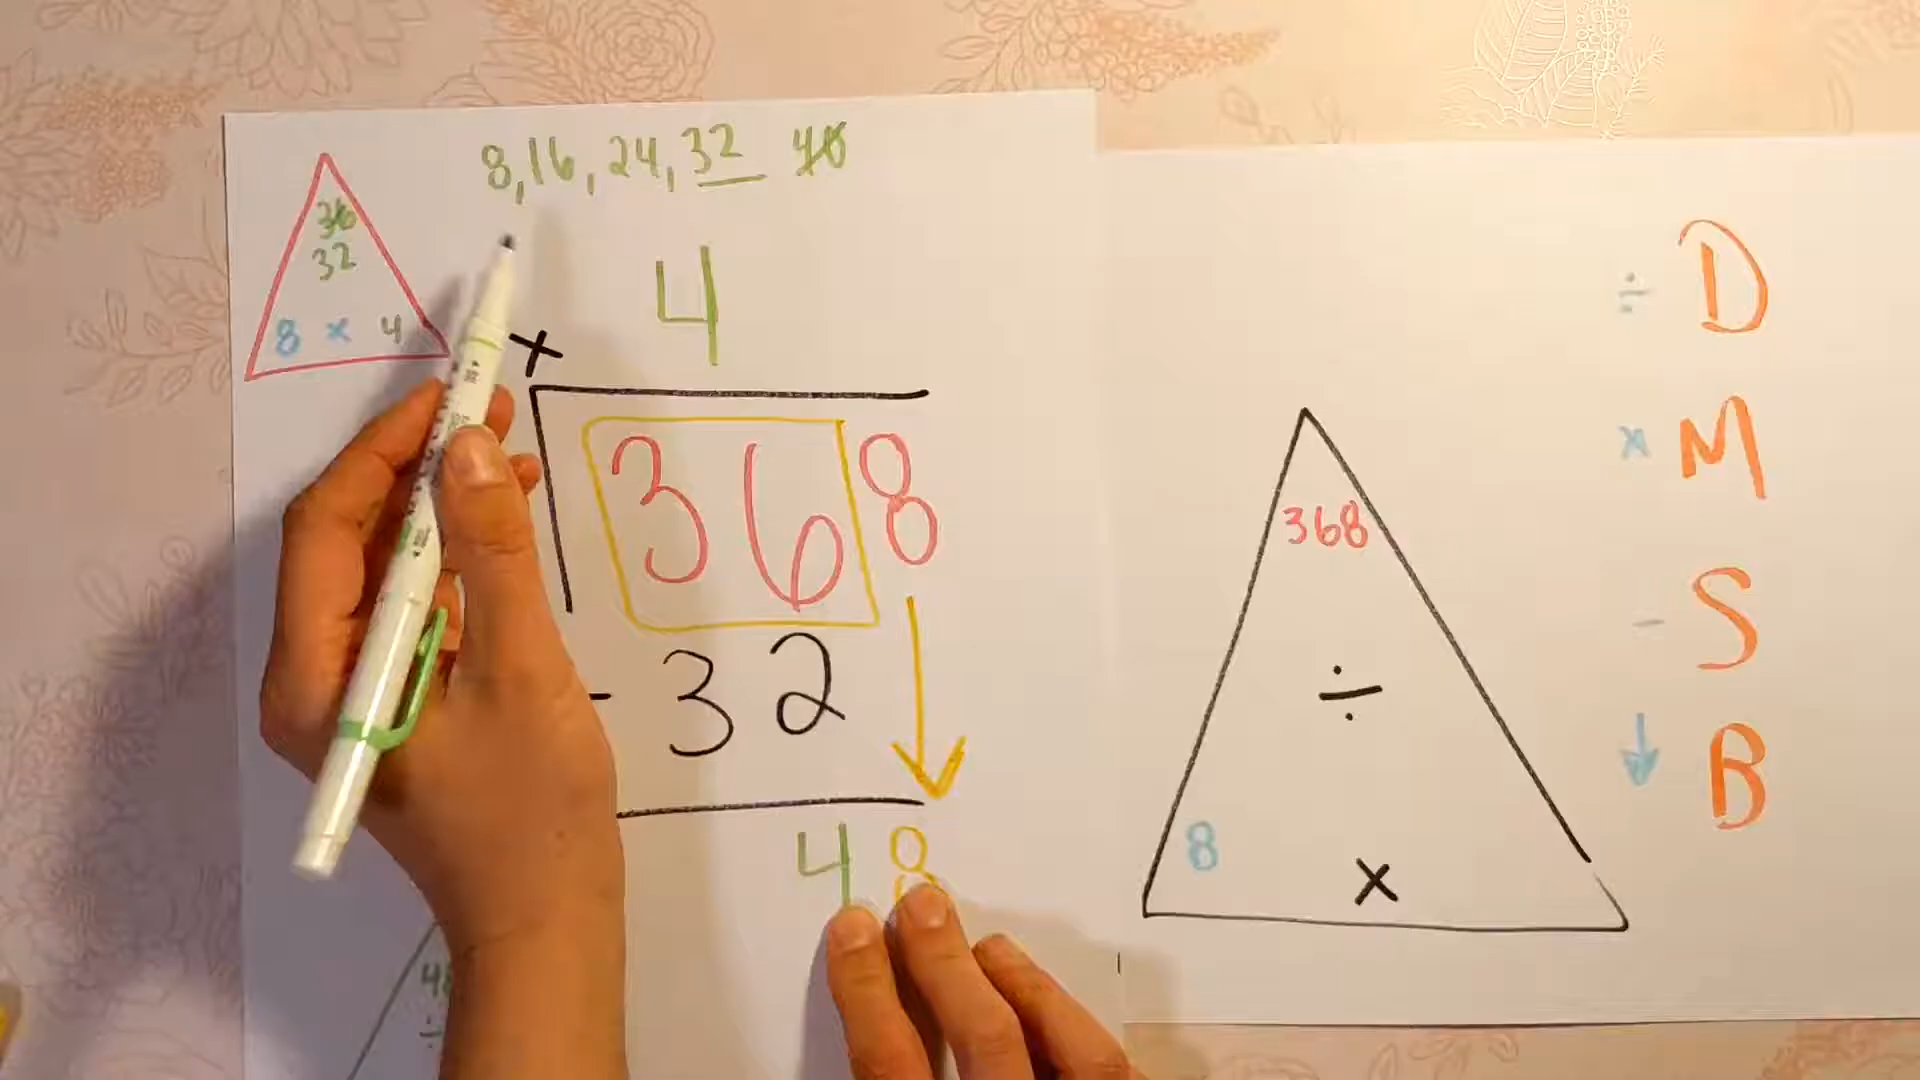 8, 16, 24, 32 40
36
32
8 × 4
4
×
368
- 32
48
368
÷
8 ×
÷ D
× M
- S
↓ B